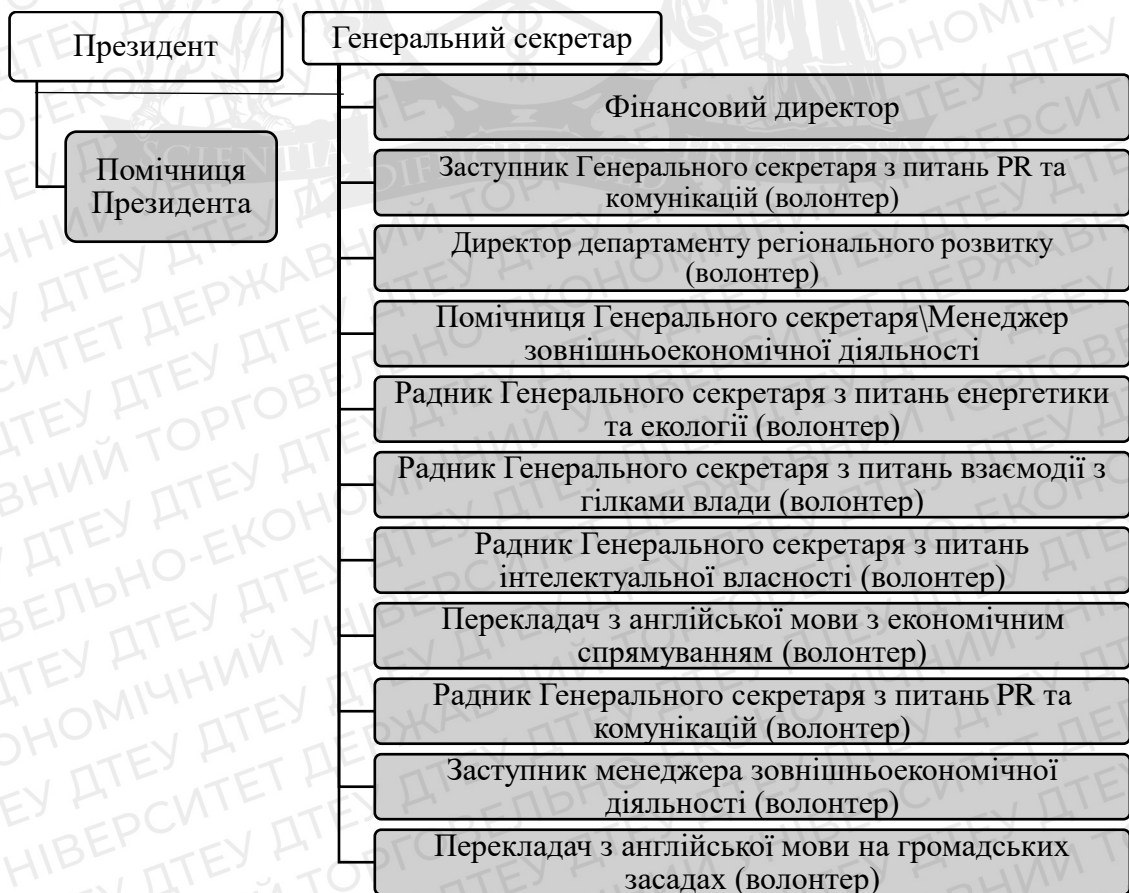 Президент
Генеральний секретар
Помічниця
Президента
Фінансовий директор
Заступник Генерального секретаря з питань PR та
комунікацій (волонтер)
Директор департаменту регіонального розвитку
(волонтер)
Помічниця Генерального секретаря\Менеджер
зовнішньоекономічної діяльності
Радник Генерального секретаря з питань енергетики
та екології (волонтер)
Радник Генерального секретаря з питань взаємодії з
гілками влади (волонтер)
Радник Генерального секретаря з питань
інтелектуальної власності (волонтер)
Перекладач з англійської мови з економічним
спрямуванням (волонтер)
Радник Генерального секретаря з питань PR та
комунікацій (волонтер)
Заступник менеджера зовнішньоекономічної
діяльності (волонтер)
Перекладач з англійської мови на громадських
засадах (волонтер)